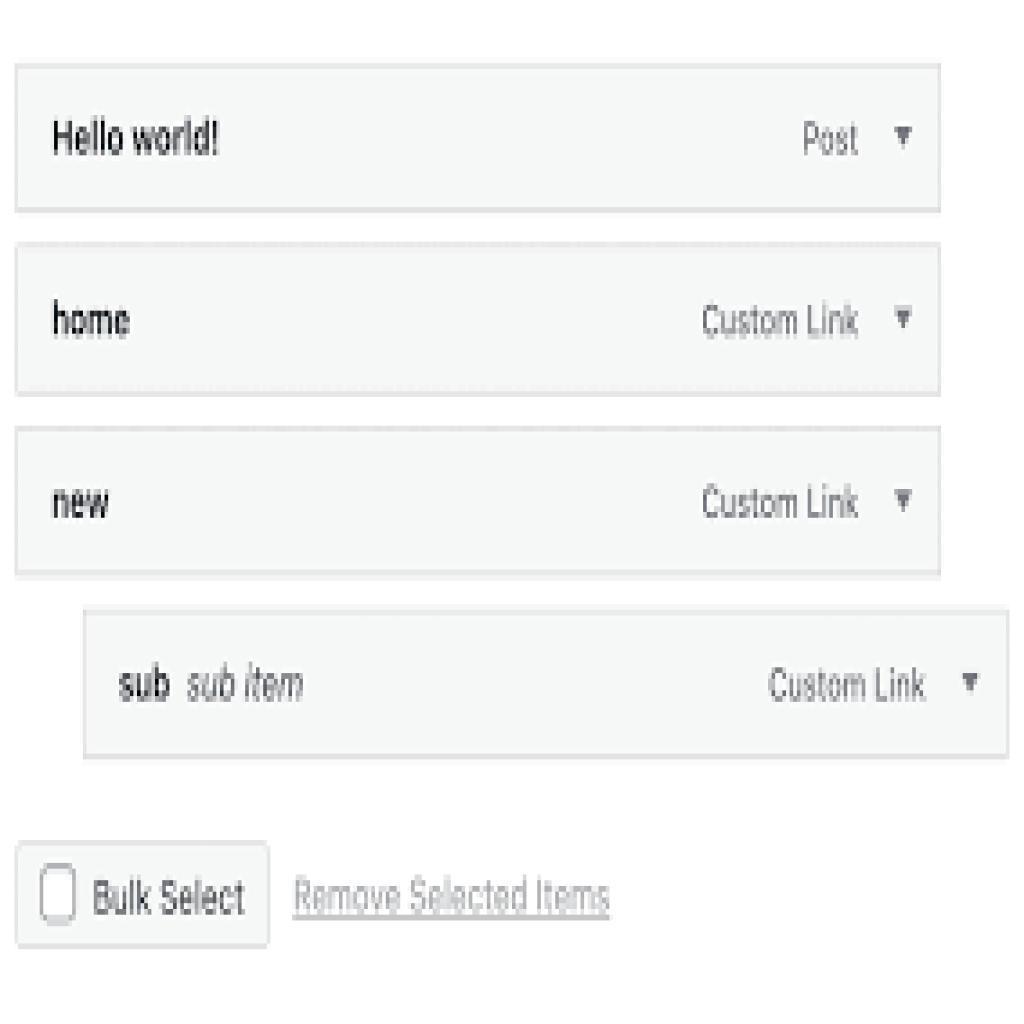 Hello world! Post ▼
home Custom Link ▼
new Custom Link ▼
sub sub item Custom Link ▼
Bulk Select Remove Selected Items